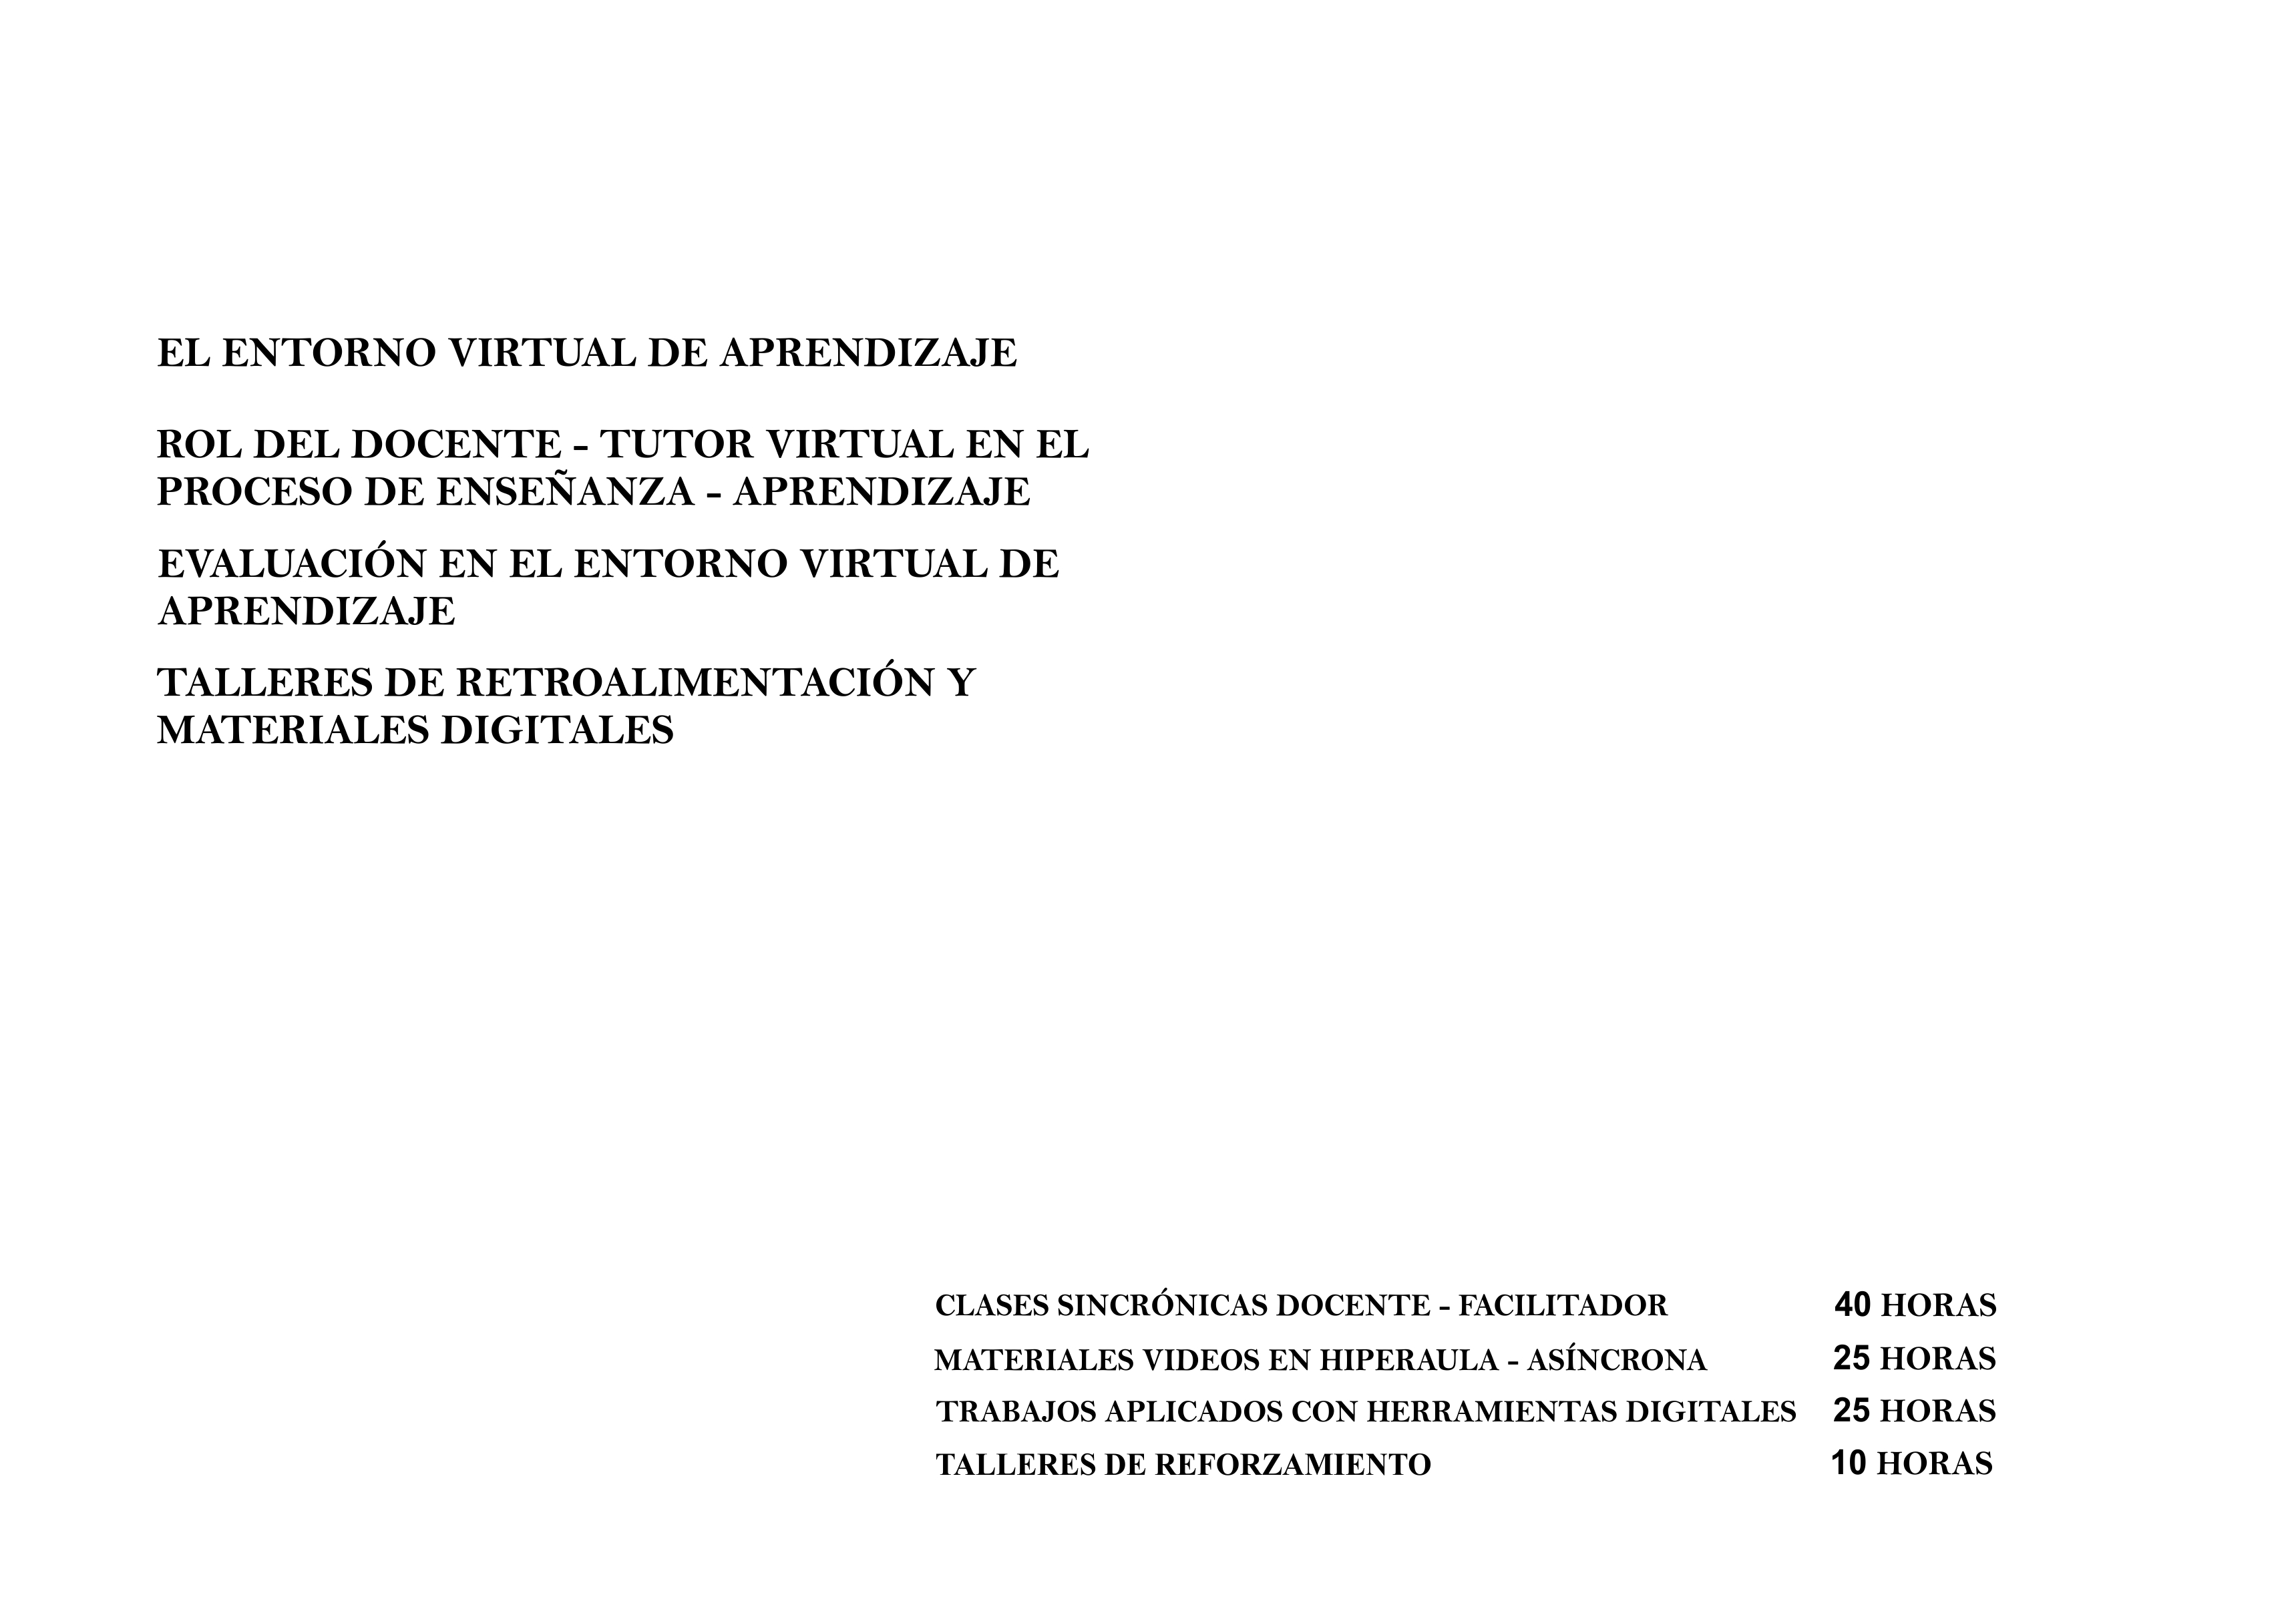 EL ENTORNO VIRTUAL DE APRENDIZAJE
ROL DEL DOCENTE - TUTOR VIRTUAL EN EL
PROCESO DE ENSEÑANZA - APRENDIZAJE
EVALUACIÓN EN EL ENTORNO VIRTUAL DE
APRENDIZAJE
TALLERES DE RETROALIMENTACIÓN Y
MATERIALES DIGITALES
CLASES SINCRÓNICAS DOCENTE - FACILITADOR 40 HORAS
MATERIALES VIDEOS EN HIPERAULA - ASÍNCRONA 25 HORAS
TRABAJOS APLICADOS CON HERRAMIENTAS DIGITALES 25 HORAS
TALLERES DE REFORZAMIENTO 10 HORAS